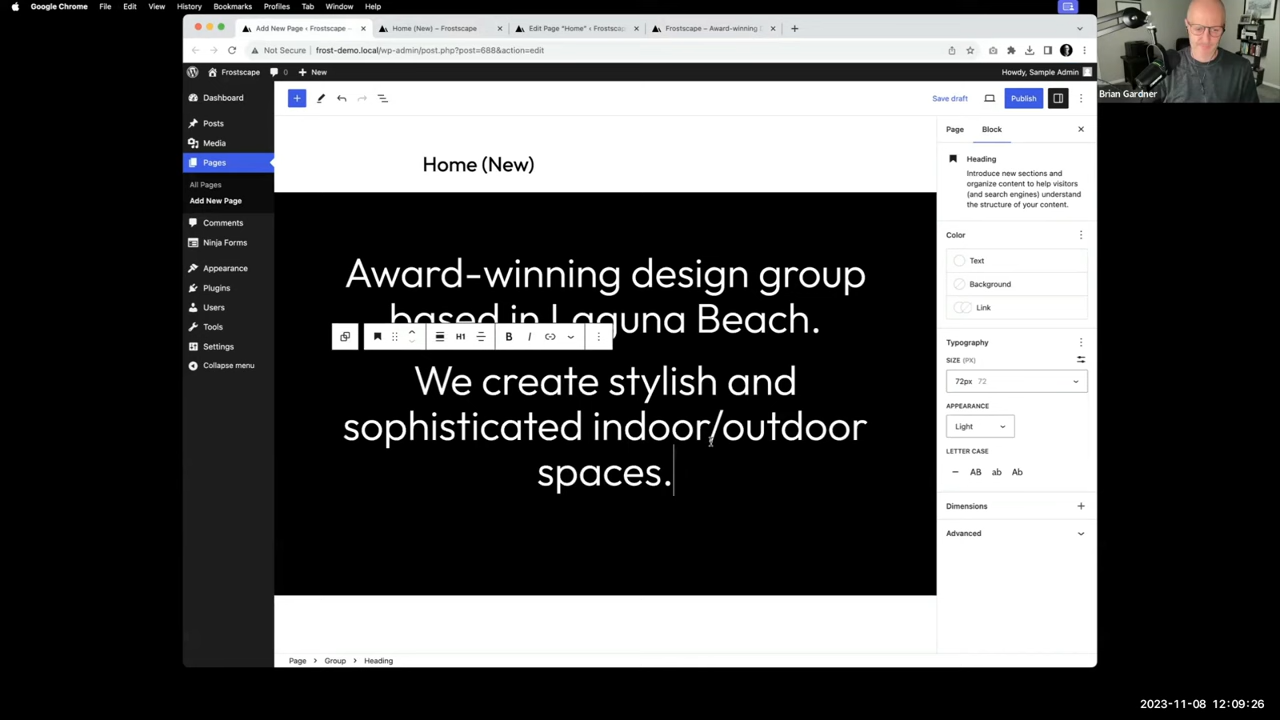 Google Chrome File Edit View History Bookmarks Profiles Tab Window Help
Add New Page ‹ Frostscape –
Home (New) – Frostscape
Edit Page "Home" ‹ Frostscap
Frostscape – Award-winning D
Not Secure frost-demo.local/wp-admin/post.php?post=688&action=edit
Brian Gardner
Frostscape 0 New Howdy, Sample Admin
Dashboard
Posts
Media
Pages
All Pages
Add New Page
Comments
Ninja Forms
Appearance
Plugins
Users
Tools
Settings
Collapse menu
Save draft Publish
Home (New)
Award-winning design group
based in Laguna Beach.
H1 B I
We create stylish and
sophisticated indoor/outdoor
spaces.
Page > Group > Heading
Page Block
Heading
Introduce new sections and
organize content to help visitors
(and search engines) understand
the structure of your content.
Color
Text
Background
Link
Typography
SIZE (PX)
72px 72
APPEARANCE
Light
LETTER CASE
– AB ab Ab
Dimensions
Advanced
2023-11-08 12:09:26